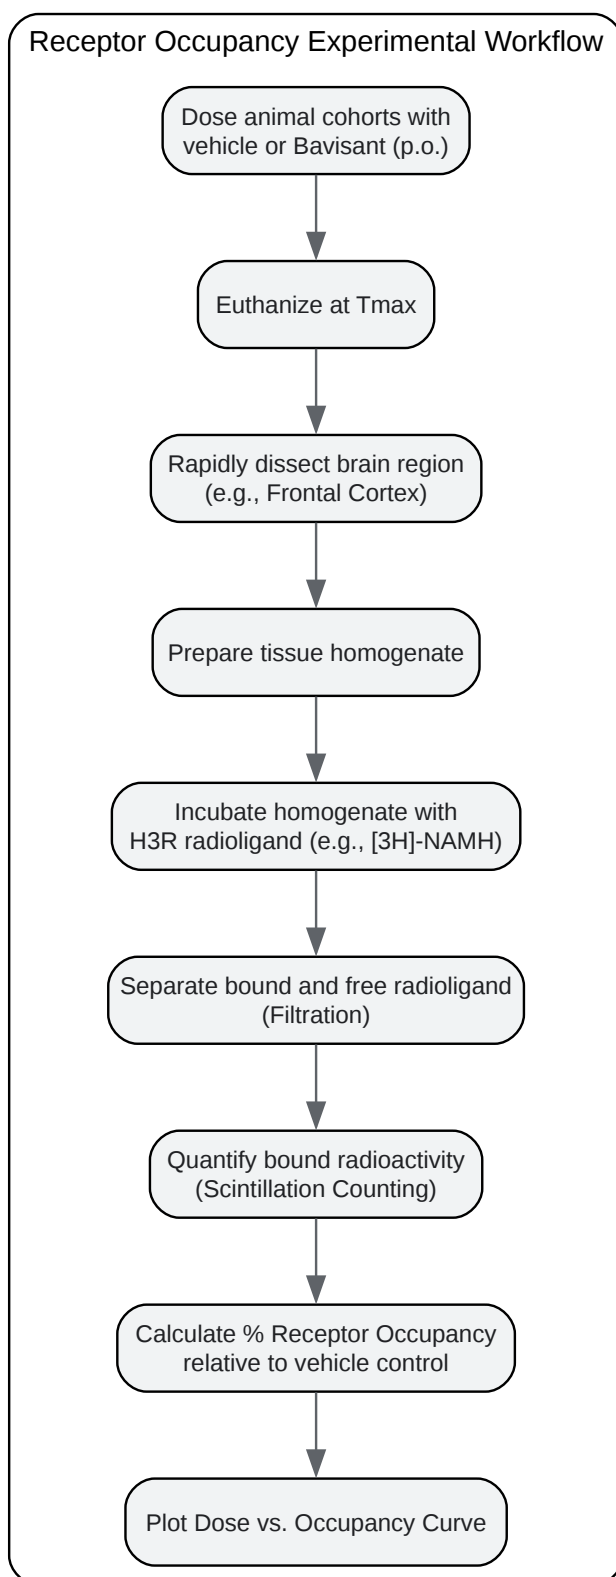 Receptor Occupancy Experimental Workflow
Dose animal cohorts with
vehicle or Bavisant (p.o.)
Euthanize at Tmax
Rapidly dissect brain region
(e.g., Frontal Cortex)
Prepare tissue homogenate
Incubate homogenate with
H3R radioligand (e.g., [3H]-NAMH)
Separate bound and free radioligand
(Filtration)
Quantify bound radioactivity
(Scintillation Counting)
Calculate % Receptor Occupancy
relative to vehicle control
Plot Dose vs. Occupancy Curve